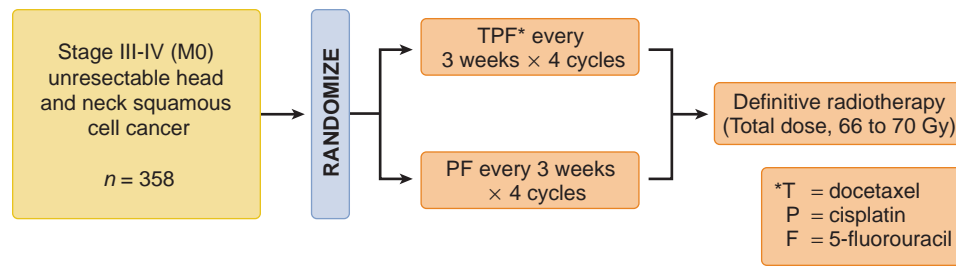 Stage III-IV (M0)
unresectable head
and neck squamous
cell cancer
n = 358
RANDOMIZE
TPF* every
3 weeks × 4 cycles
PF every 3 weeks
× 4 cycles
Definitive radiotherapy
(Total dose, 66 to 70 Gy)
*T = docetaxel
P = cisplatin
F = 5-fluorouracil